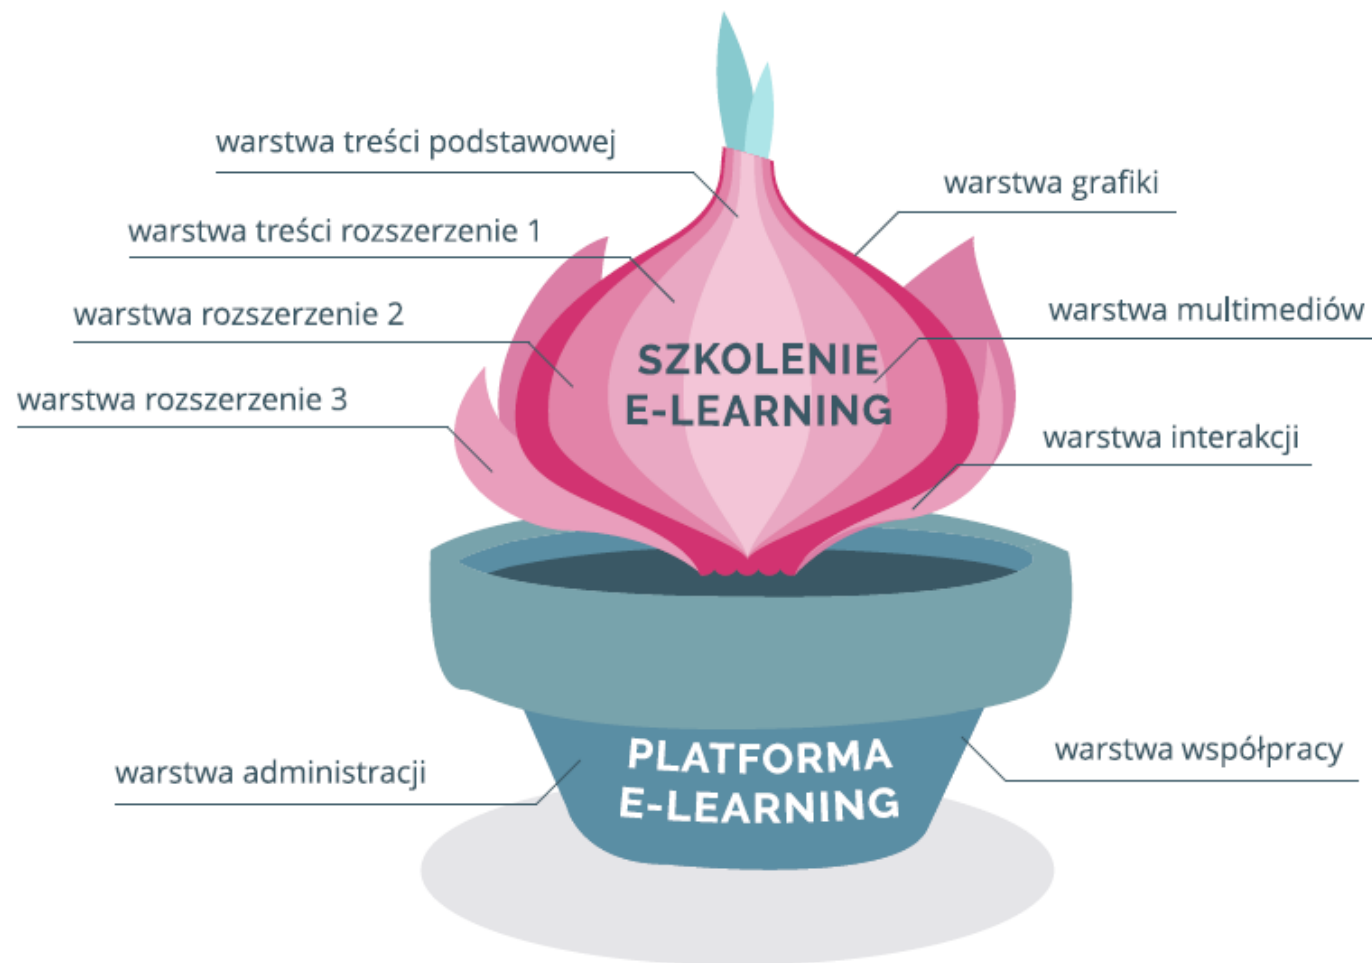 warstwa treści podstawowej
warstwa grafiki
warstwa treści rozszerzenie 1
warstwa rozszerzenie 2
warstwa multimediów
SZKOLENIE
E-LEARNING
warstwa rozszerzenie 3
warstwa interakcji
warstwa administracji
PLATFORMA
E-LEARNING
warstwa współpracy